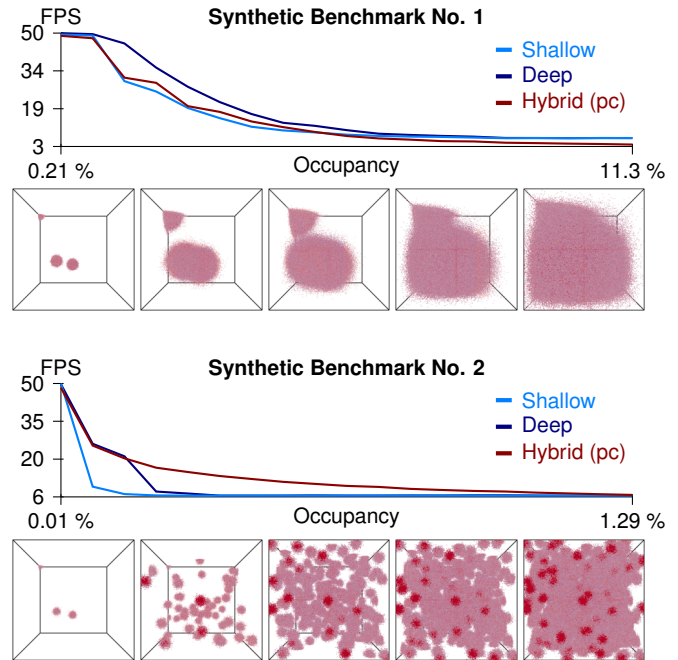 FPS Synthetic Benchmark No. 1
50
Shallow
34
Deep
19
Hybrid (pc)
3
Occupancy
0.21 % 11.3 %
FPS Synthetic Benchmark No. 2
50
Shallow
35
Deep
20
Hybrid (pc)
6
Occupancy
0.01 % 1.29 %